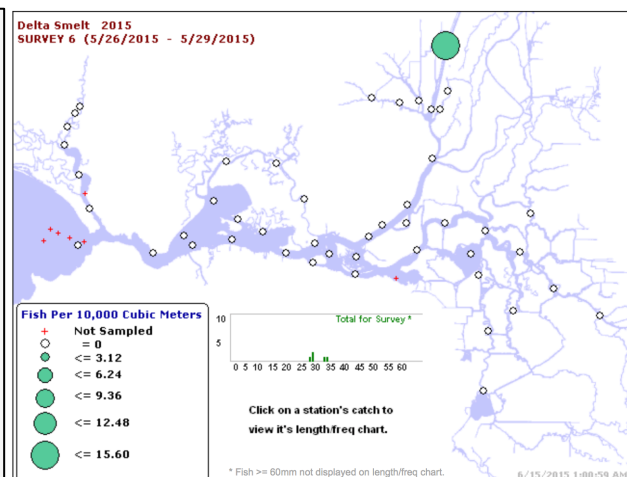 Delta Smelt 2015
SURVEY 6 (5/26/2015 - 5/29/2015)
Fish Per 10,000 Cubic Meters
+ Not Sampled
= 0
<= 3.12
<= 6.24
<= 9.36
<= 12.48
<= 15.60
Total for Survey *
10
5
0 5 10 15 20 25 30 35 40 45 50 55 60
Click on a station's catch to
view it's length/freq chart.
* Fish >= 60mm not displayed on length/freq chart.
6/15/2015 1:00:59 AM